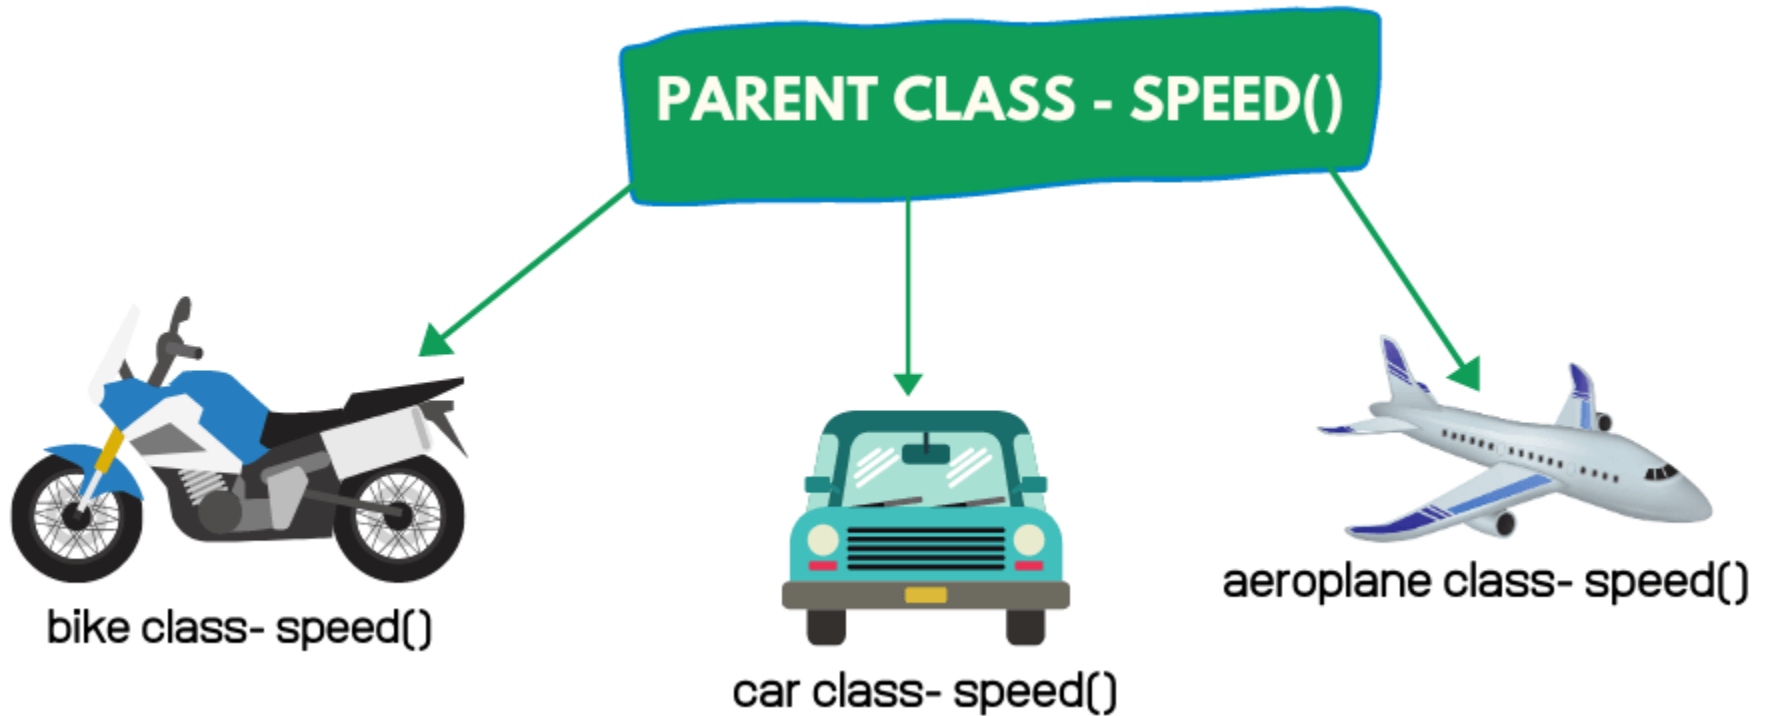 PARENT CLASS - SPEED()
bike class- speed()
car class- speed()
aeroplane class- speed()